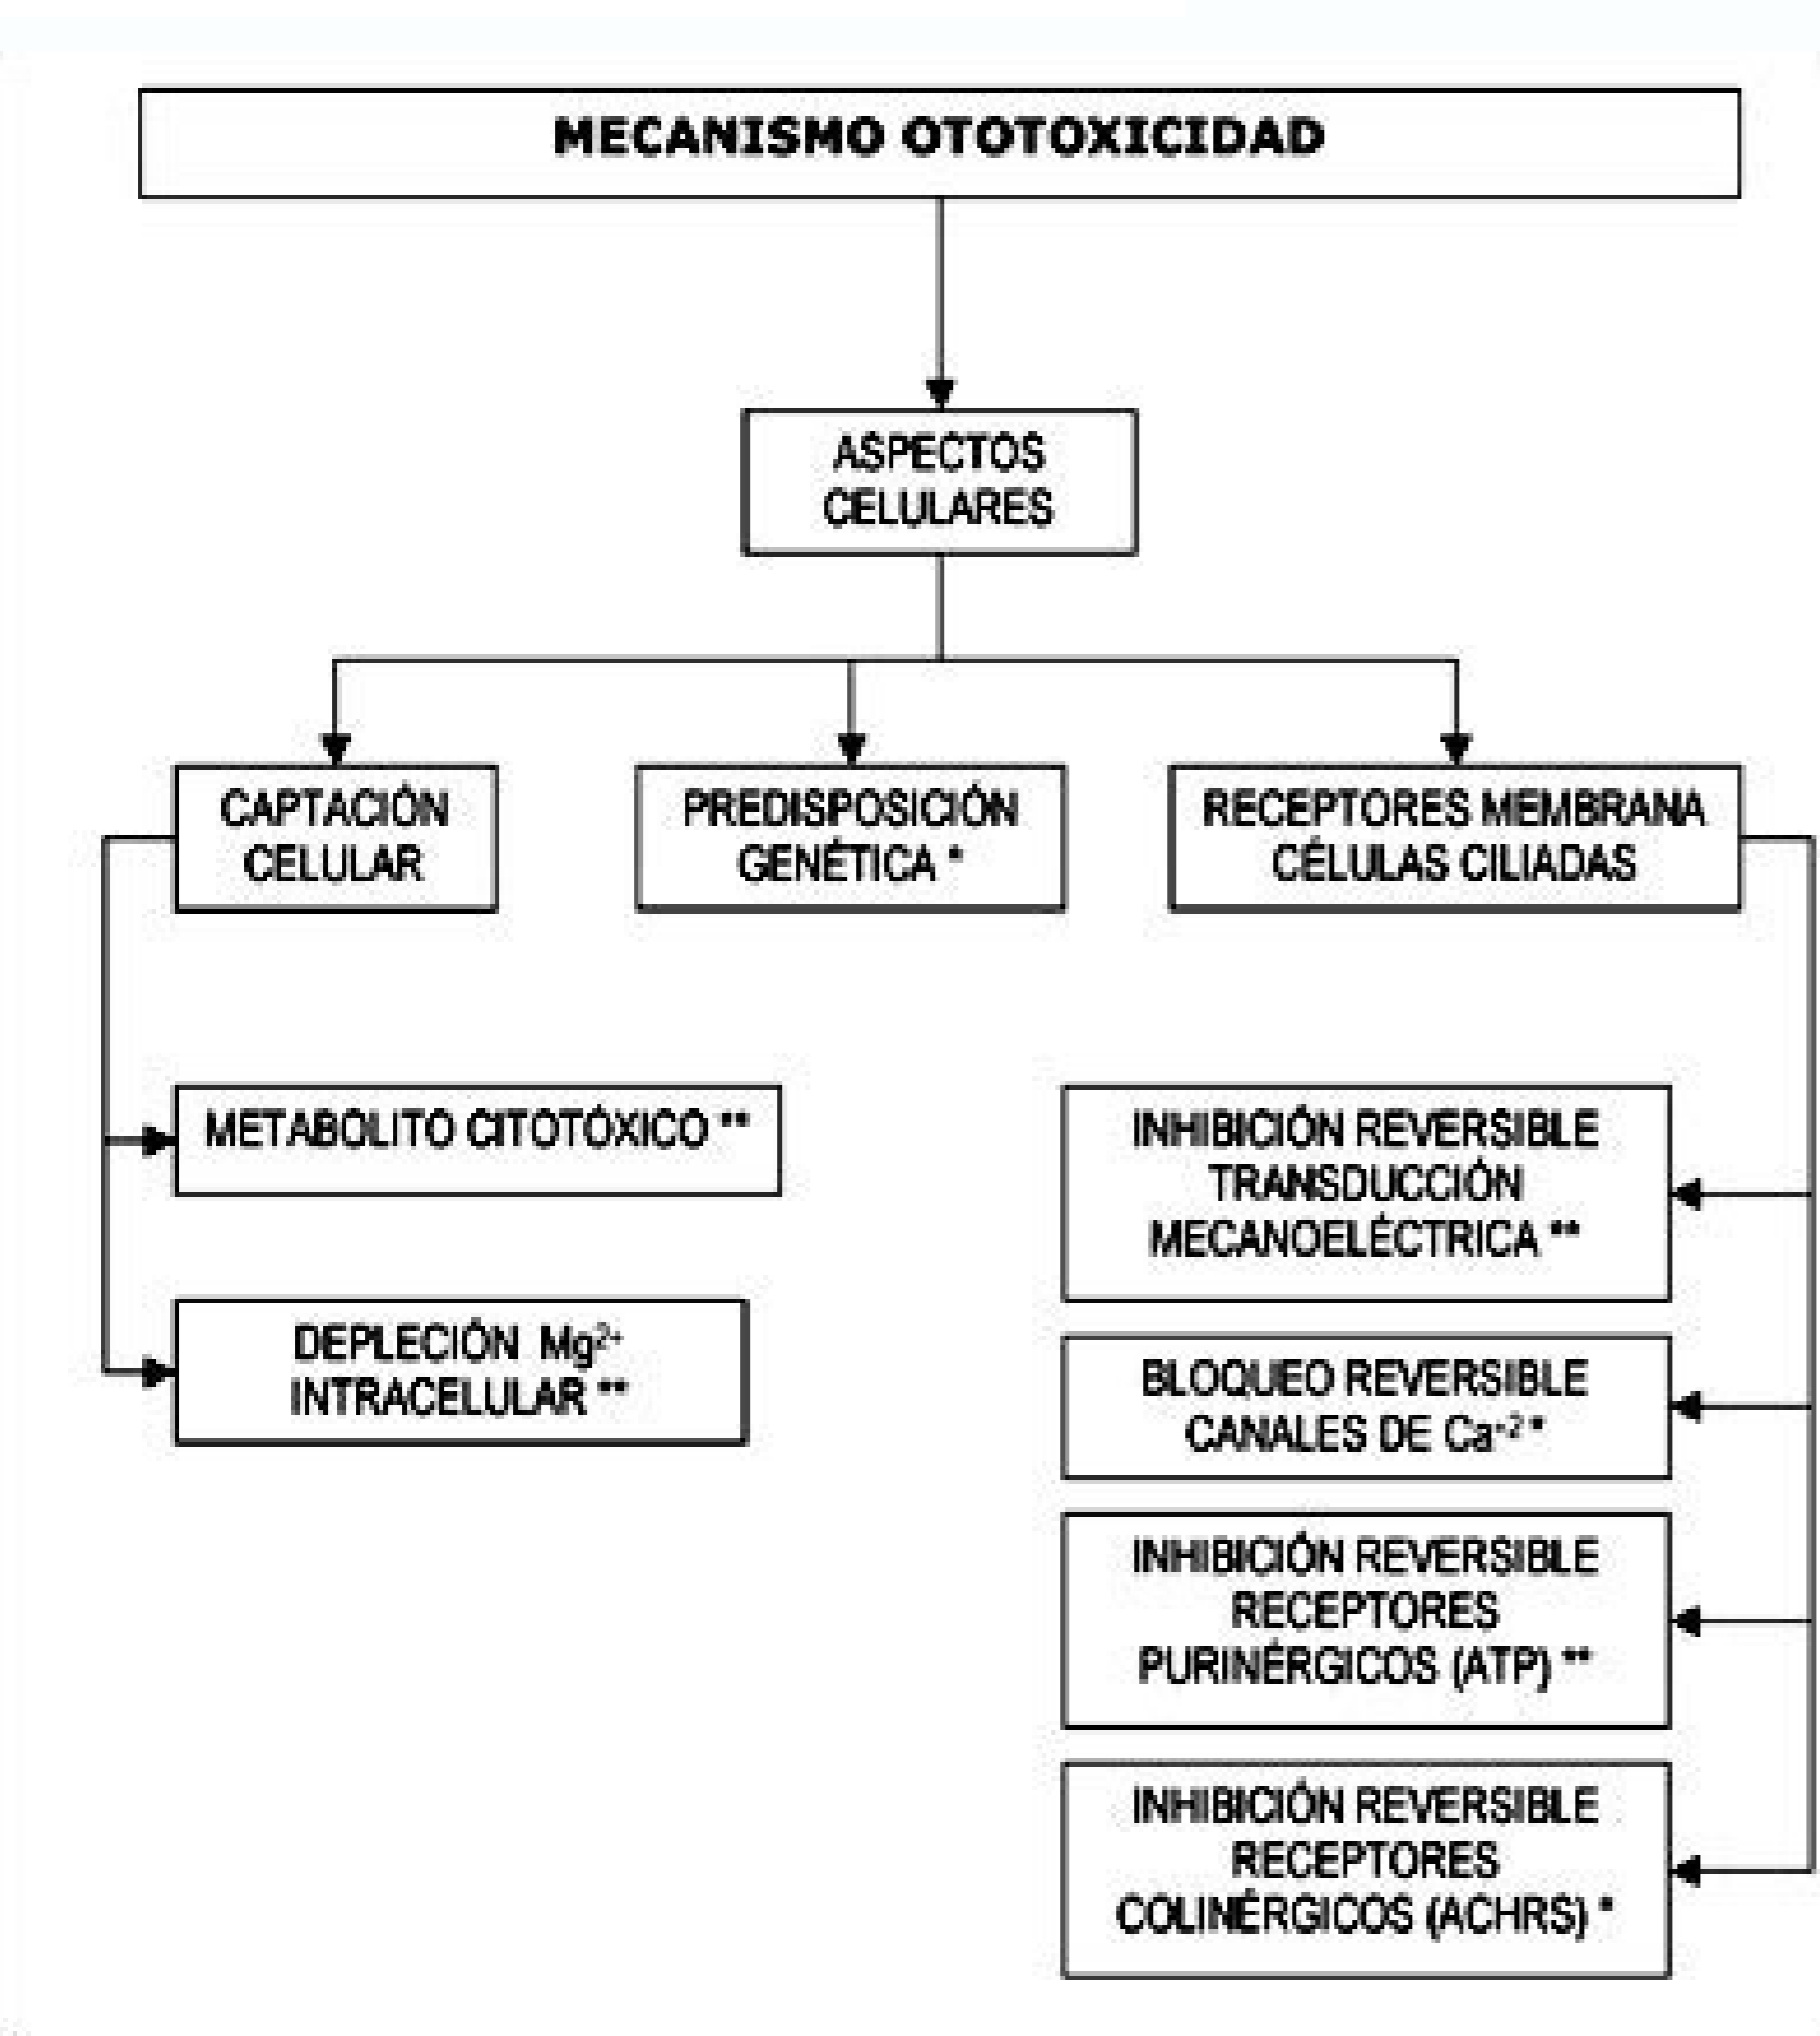 MECANISMO OTOTOXICIDAD
ASPECTOS
CELULARES
CAPTACIÓN
CELULAR
PREDISPOSICIÓN
GENÉTICA *
RECEPTORES MEMBRANA
CÉLULAS CILIADAS
METABOLITO CITOTÓXICO **
DEPLECIÓN Mg²⁺
INTRACELULAR **
INHIBICIÓN REVERSIBLE
TRANSDUCCIÓN
MECANOELÉCTRICA **
BLOQUEO REVERSIBLE
CANALES DE Ca⁺² *
INHIBICIÓN REVERSIBLE
RECEPTORES
PURINÉRGICOS (ATP) **
INHIBICIÓN REVERSIBLE
RECEPTORES
COLINÉRGICOS (ACHRS) *